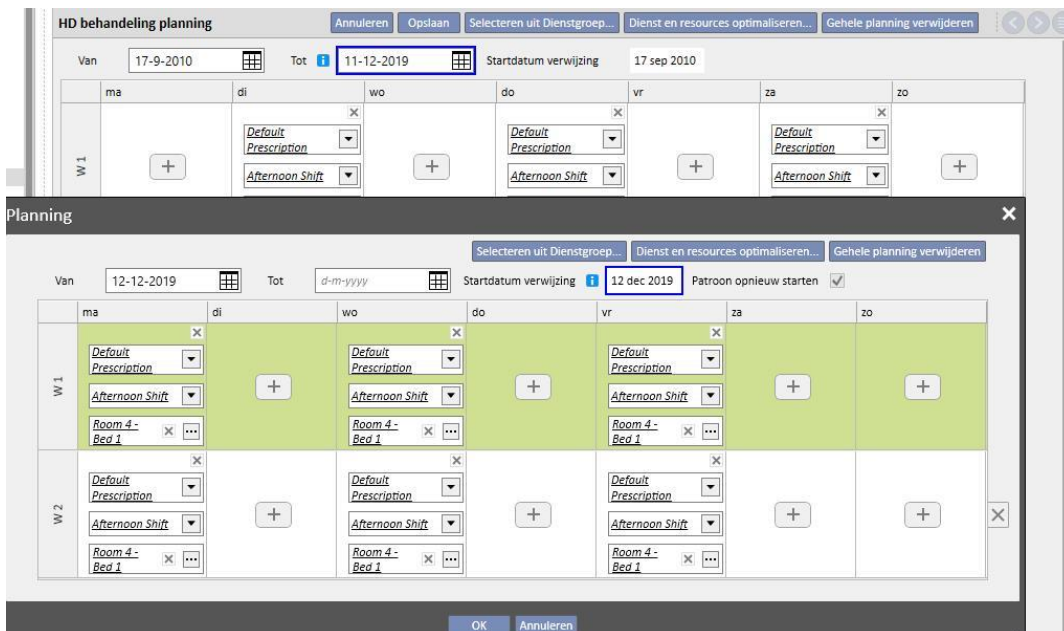 HD behandeling planning Annuleren Opslaan Selecteren uit Dienstgroep... Dienst en resources optimaliseren... Gehele planning verwijderen
Van 17-9-2010 Tot 11-12-2019 Startdatum verwijzing 17 sep 2010
ma di wo do vr za zo
W 1
Default Prescription Default Prescription Default Prescription
Afternoon Shift Afternoon Shift Afternoon Shift
Planning
Selecteren uit Dienstgroep... Dienst en resources optimaliseren... Gehele planning verwijderen
Van 12-12-2019 Tot d-m-yyyy Startdatum verwijzing 12 dec 2019 Patroon opnieuw starten
ma di wo do vr za zo
W 1
Default Prescription Default Prescription Default Prescription
Afternoon Shift Afternoon Shift Afternoon Shift
Room 4 - Bed 1 Room 4 - Bed 1 Room 4 - Bed 1
W 2
Default Prescription Default Prescription Default Prescription
Afternoon Shift Afternoon Shift Afternoon Shift
Room 4 - Bed 1 Room 4 - Bed 1 Room 4 - Bed 1
OK Annuleren